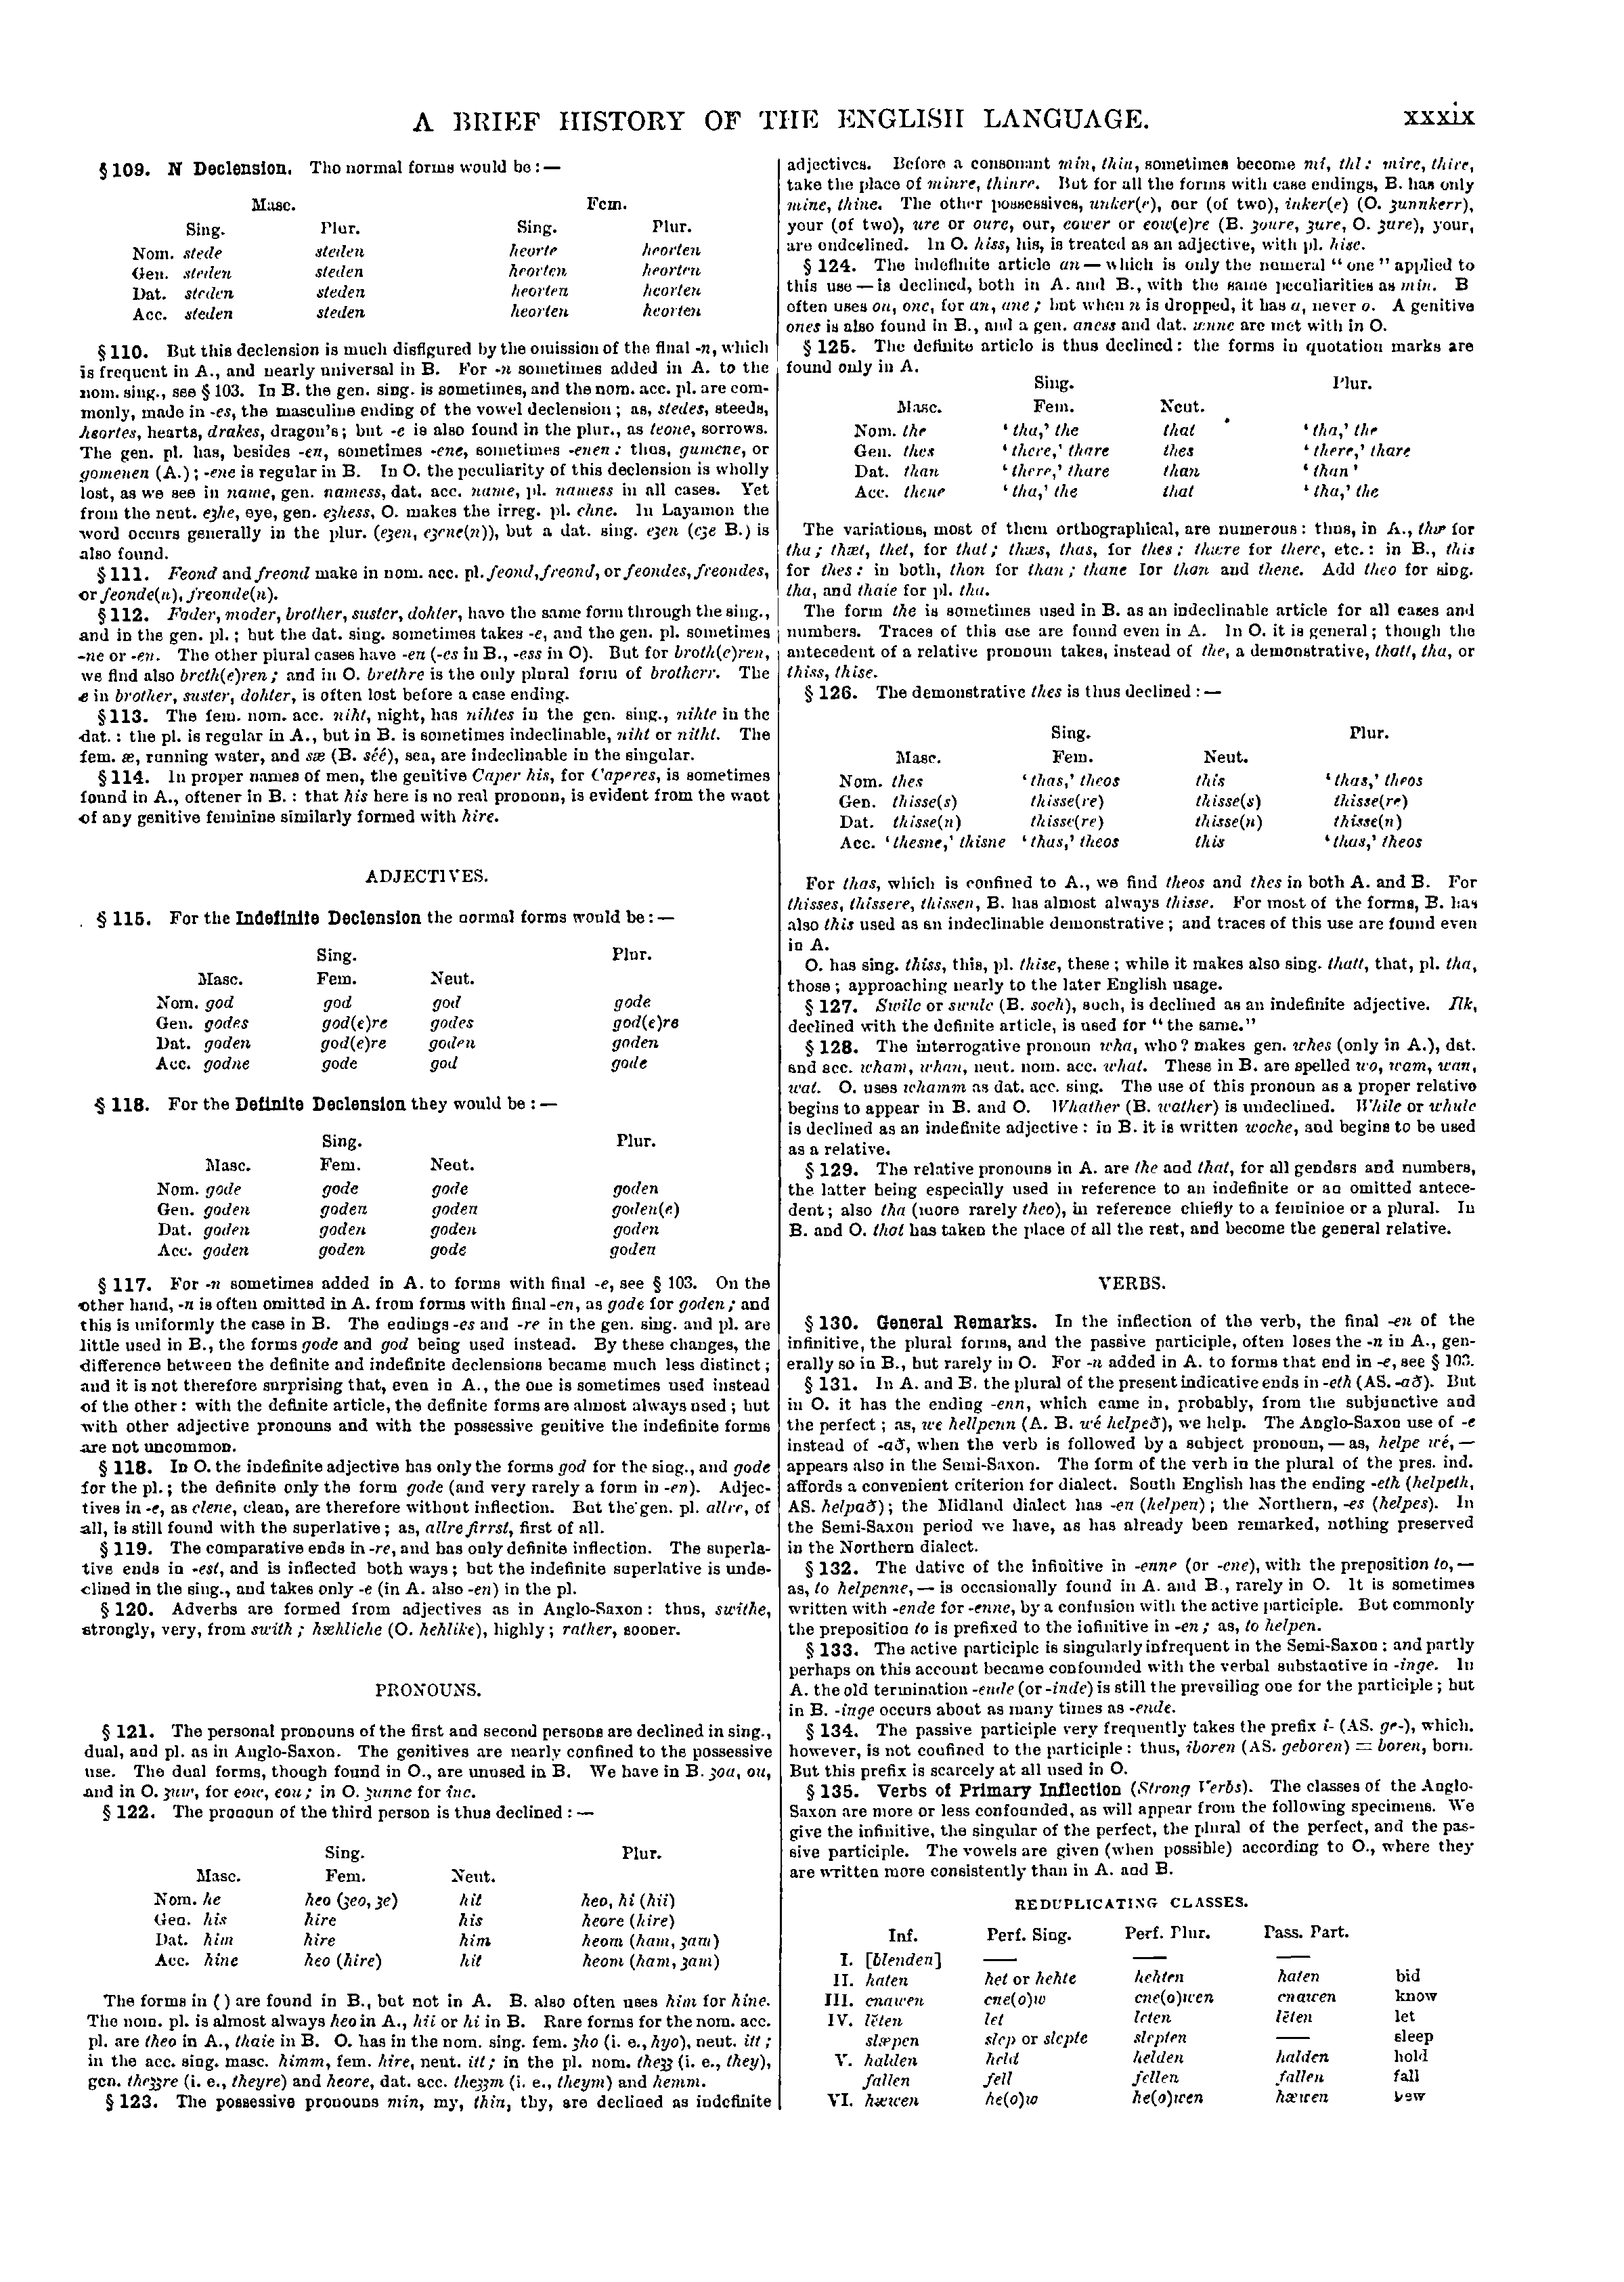 A BRIEF HISTORY OF THE ENGLISH LANGUAGE. xxxix
§ 109. N Declension. The normal forms would be : —
Masc. Fem.
Sing. Plur. Sing. Plur.
Nom. stede steden heorte heorten
Gen. steden steden heorten heorten
Dat. steden steden heorten heorten
Acc. steden steden heorten heorten
§ 110. But this declension is much disfigured by the omission of the final -n, which
is frequent in A., and nearly universal in B. For -n sometimes added in A. to the
nom. sing., see § 103. In B. the gen. sing. is sometimes, and the nom. acc. pl. are com-
monly, made in -es, the masculine ending of the vowel declension ; as, stedes, steeds,
heortes, hearts, drakes, dragon's ; but -e is also found in the plur., as teone, sorrows.
The gen. pl. has, besides -en, sometimes -ene, sometimes -enen : thus, gumene, or
gomenen (A.) ; -ene is regular in B. In O. the peculiarity of this declension is wholly
lost, as we see in name, gen. namess, dat. acc. name, pl. namess in all cases. Yet
from the neut. eȝhe, eye, gen. eȝhess, O. makes the irreg. pl. ehne. In Layamon the
word occurs generally in the plur. (eȝen, eȝene(n)), but a dat. sing. eȝen (eȝe B.) is
also found.
§ 111. Feond and freond make in nom. acc. pl. feond, freond, or feondes, freondes,
or feonde(n), freonde(n).
§ 112. Fader, moder, brother, suster, dohter, have the same form through the sing.,
and in the gen. pl. ; but the dat. sing. sometimes takes -e, and the gen. pl. sometimes
-ne or -en. The other plural cases have -en (-es in B., -ess in O). But for broth(e)ren,
we find also breth(e)ren ; and in O. brethre is the only plural form of brotherr. The
e in brother, suster, dohter, is often lost before a case ending.
§ 113. The fem. nom. acc. niht, night, has nihtes in the gen. sing., nihte in the
dat. : the pl. is regular in A., but in B. is sometimes indeclinable, niht or nitht. The
fem. æ, running water, and sæ (B. séé), sea, are indeclinable in the singular.
§ 114. In proper names of men, the genitive Caper his, for Caperes, is sometimes
found in A., oftener in B. : that his here is no real pronoun, is evident from the want
of any genitive feminine similarly formed with hire.
ADJECTIVES.
§ 115. For the Indefinite Declension the normal forms would be : —
Sing. Plur.
Masc. Fem. Neut.
Nom. god god god gode
Gen. godes god(e)re godes god(e)re
Dat. goden god(e)re goden goden
Acc. godne gode god gode
§ 118. For the Definite Declension they would be : —
Sing. Plur.
Masc. Fem. Neut.
Nom. gode gode gode goden
Gen. goden goden goden goden(e)
Dat. goden goden goden goden
Acc. goden goden gode goden
§ 117. For -n sometimes added in A. to forms with final -e, see § 103. On the
other hand, -n is often omitted in A. from forms with final -en, as gode for goden ; and
this is uniformly the case in B. The endings -es and -re in the gen. sing. and pl. are
little used in B., the forms gode and god being used instead. By these changes, the
difference between the definite and indefinite declensions became much less distinct ;
and it is not therefore surprising that, even in A., the one is sometimes used instead
of the other : with the definite article, the definite forms are almost always used ; but
with other adjective pronouns and with the possessive genitive the indefinite forms
are not uncommon.
§ 118. In O. the indefinite adjective has only the forms god for the sing., and gode
for the pl. ; the definite only the form gode (and very rarely a form in -en). Adjec-
tives in -e, as clene, clean, are therefore without inflection. But the gen. pl. allre, of
all, is still found with the superlative ; as, allre firrst, first of all.
§ 119. The comparative ends in -re, and has only definite inflection. The superla-
tive ends in -est, and is inflected both ways ; but the indefinite superlative is unde-
clined in the sing., and takes only -e (in A. also -en) in the pl.
§ 120. Adverbs are formed from adjectives as in Anglo-Saxon : thus, swithe,
strongly, very, from swith ; hæhliche (O. hehlike), highly ; rather, sooner.
PRONOUNS.
§ 121. The personal pronouns of the first and second persons are declined in sing.,
dual, and pl. as in Anglo-Saxon. The genitives are nearly confined to the possessive
use. The dual forms, though found in O., are unused in B. We have in B. ȝou, ou,
and in O. ȝuw, for eow, eou ; in O. ȝunnc for inc.
§ 122. The pronoun of the third person is thus declined : —
Sing. Plur.
Masc. Fem. Neut.
Nom. he heo (ȝeo, ȝe) hit heo, hi (hii)
Gen. his hire his heore (hire)
Dat. him hire him heom (ham, ȝam)
Acc. hine heo (hire) hit heom (ham, ȝam)
The forms in ( ) are found in B., but not in A. B. also often uses him for hine.
The nom. pl. is almost always heo in A., hii or hi in B. Rare forms for the nom. acc.
pl. are theo in A., thaie in B. O. has in the nom. sing. fem. ȝho (i. e., hyo), neut. itt ;
in the acc. sing. masc. himm, fem. hire, neut. itt ; in the pl. nom. theȝȝ (i. e., they),
gen. theȝȝre (i. e., theyre) and heore, dat. acc. theȝȝm (i. e., theym) and hemm.
§ 123. The possessive pronouns min, my, thin, thy, are declined as indefinite
adjectives. Before a consonant min, thin, sometimes become mi, thi : mire, thire,
take the place of minre, thinre. But for all the forms with case endings, B. has only
mine, thine. The other possessives, unker(e), our (of two), inker(e) (O. ȝunnkerr),
your (of two), ure or oure, our, eower or eow(e)re (B. ȝoure, ȝure, O. ȝure), your,
are undeclined. In O. hiss, his, is treated as an adjective, with pl. hise.
§ 124. The indefinite article an — which is only the numeral “ one ” applied to
this use — is declined, both in A. and B., with the same peculiarities as min. B
often uses on, one, for an, ane ; but when n is dropped, it has a, never o. A genitive
ones is also found in B., and a gen. aness and dat. ænne are met with in O.
§ 125. The definite article is thus declined : the forms in quotation marks are
found only in A.
Sing. Plur.
Masc. Fem. Neut.
Nom. the ‘ tha,’ the that ‘ tha,’ the
Gen. thes ‘ there,’ thare thes ‘ there,’ thare
Dat. than ‘ there,’ thare than ‘ than ’
Acc. thene ‘ tha,’ the that ‘ tha,’ the
The variations, most of them orthographical, are numerous : thus, in A., thæ for
tha ; thæt, thet, for that ; thæs, thas, for thes ; thære for there, etc. : in B., this
for thes : in both, thon for than ; thane for than and thene. Add theo for sing.
tha, and thaie for pl. tha.
The form the is sometimes used in B. as an indeclinable article for all cases and
numbers. Traces of this use are found even in A. In O. it is general ; though the
antecedent of a relative pronoun takes, instead of the, a demonstrative, thatt, tha, or
thiss, thise.
§ 126. The demonstrative thes is thus declined : —
Sing. Plur.
Masc. Fem. Neut.
Nom. thes ‘ thas,’ theos this ‘ thas,’ theos
Gen. thisse(s) thisse(re) thisse(s) thisse(re)
Dat. thisse(n) thisse(re) thisse(n) thisse(n)
Acc. ‘ thesne,’ thisne ‘ thas,’ theos this ‘ thas,’ theos
For thas, which is confined to A., we find theos and thes in both A. and B. For
thisses, thissere, thissen, B. has almost always thisse. For most of the forms, B. has
also this used as an indeclinable demonstrative ; and traces of this use are found even
in A.
O. has sing. thiss, this, pl. thise, these ; while it makes also sing. thatt, that, pl. tha,
those ; approaching nearly to the later English usage.
§ 127. Swilc or swulc (B. soch), such, is declined as an indefinite adjective. Ilk,
declined with the definite article, is used for “ the same.”
§ 128. The interrogative pronoun wha, who ? makes gen. whes (only in A.), dat.
and acc. wham, whan, neut. nom. acc. what. These in B. are spelled wo, wam, wan,
wat. O. uses whamm as dat. acc. sing. The use of this pronoun as a proper relative
begins to appear in B. and O. Whather (B. wather) is undeclined. While or whulc
is declined as an indefinite adjective : in B. it is written woche, and begins to be used
as a relative.
§ 129. The relative pronouns in A. are the and that, for all genders and numbers,
the latter being especially used in reference to an indefinite or an omitted antece-
dent ; also tha (more rarely theo), in reference chiefly to a feminine or a plural. In
B. and O. that has taken the place of all the rest, and become the general relative.
VERBS.
§ 130. General Remarks. In the inflection of the verb, the final -en of the
infinitive, the plural forms, and the passive participle, often loses the -n in A., gen-
erally so in B., but rarely in O. For -n added in A. to forms that end in -e, see § 103.
§ 131. In A. and B. the plural of the present indicative ends in -eth (AS. -að). But
in O. it has the ending -enn, which came in, probably, from the subjunctive and
the perfect ; as, we hellpenn (A. B. wé helpeð), we help. The Anglo-Saxon use of -e
instead of -að, when the verb is followed by a subject pronoun, — as, helpe wé, —
appears also in the Semi-Saxon. The form of the verb in the plural of the pres. ind.
affords a convenient criterion for dialect. South English has the ending -eth (helpeth,
AS. helpað) ; the Midland dialect has -en (helpen) ; the Northern, -es (helpes). In
the Semi-Saxon period we have, as has already been remarked, nothing preserved
in the Northern dialect.
§ 132. The dative of the infinitive in -enne (or -ene), with the preposition to, —
as, to helpenne, — is occasionally found in A. and B., rarely in O. It is sometimes
written with -ende for -enne, by a confusion with the active participle. But commonly
the preposition to is prefixed to the infinitive in -en ; as, to helpen.
§ 133. The active participle is singularly infrequent in the Semi-Saxon : and partly
perhaps on this account became confounded with the verbal substantive in -inge. In
A. the old termination -ende (or -inde) is still the prevailing one for the participle ; but
in B. -inge occurs about as many times as -ende.
§ 134. The passive participle very frequently takes the prefix i- (AS. ge-), which,
however, is not confined to the participle : thus, iboren (AS. geboren) = boren, born.
But this prefix is scarcely at all used in O.
§ 135. Verbs of Primary Inflection (Strong Verbs). The classes of the Anglo-
Saxon are more or less confounded, as will appear from the following specimens. We
give the infinitive, the singular of the perfect, the plural of the perfect, and the pas-
sive participle. The vowels are given (when possible) according to O., where they
are written more consistently than in A. and B.
REDUPLICATING CLASSES.
Inf. Perf. Sing. Perf. Plur. Pass. Part.
I. [blenden] — — —
II. haten het or hehte hehten haten bid
III. cnawen cne(o)w cne(o)wen cnawen know
IV. lēten let leten lēten let
slæpen slep or slepte slepten — sleep
V. halden held helden halden hold
fallen fell fellen fallen fall
VI. hæwen he(o)w he(o)wen hæwen hew